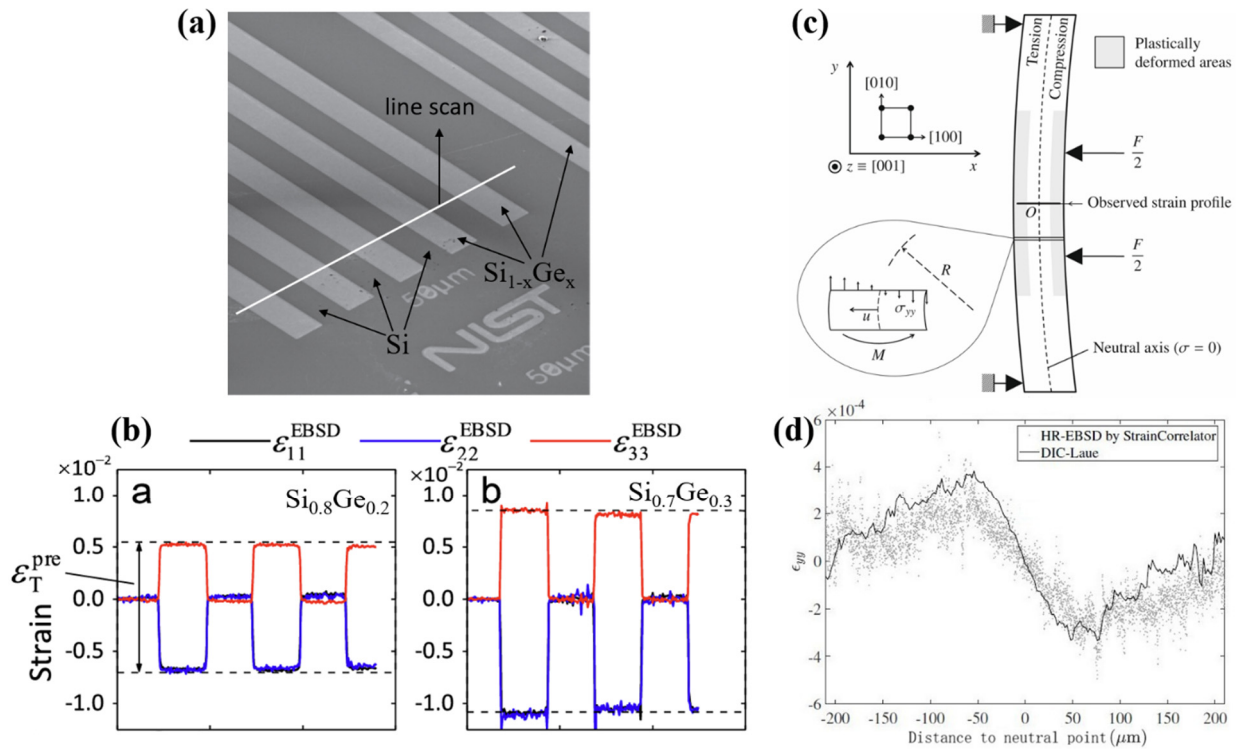 (a)
line scan
Si1-xGex
Si
50μm
NIST
50μm
(b)
ε11EBSD
ε22EBSD
ε33EBSD
×10-2
a
Si0.8Ge0.2
1.0
0.5
0.0
-0.5
-1.0
Strain
εTpre
×10-2
b
Si0.7Ge0.3
1.0
0.5
0.0
-0.5
-1.0
(c)
y
[010]
[100]
z ≡ [001]
x
Tension
Compression
Plastically
deformed areas
F
2
Observed strain profile
O
F
2
R
u
σyy
M
Neutral axis (σ = 0)
(d)
×10-4
HR-EBSD by StrainCorrelator
DIC-Laue
6
4
2
0
-2
-4
-6
ϵyy
-200
-150
-100
-50
0
50
100
150
200
Distance to neutral point(μm)